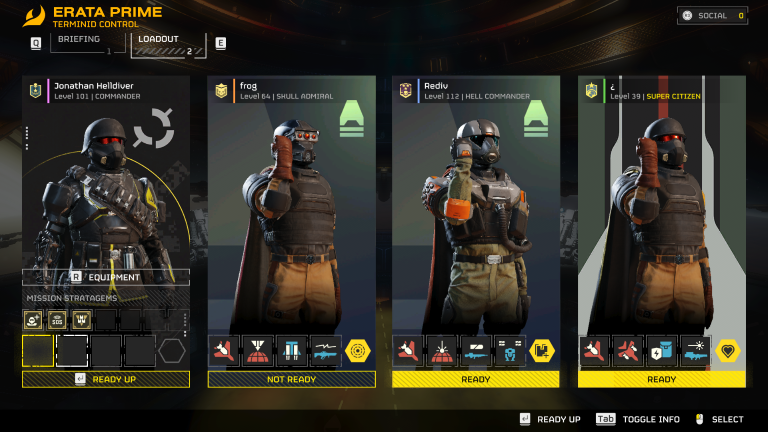 ERATA PRIME
TERMINID CONTROL
SOCIAL 0
Q
BRIEFING
1
LOADOUT
2
E
Jonathan Helldiver
Level 101 | COMMANDER
frog
Level 64 | SKULL ADMIRAL
Rediv
Level 112 | HELL COMMANDER
¿
Level 39 | SUPER CITIZEN
R EQUIPMENT
MISSION STRATAGEMS
SOS
READY UP
NOT READY
READY
READY
READY UP
Tab TOGGLE INFO
SELECT